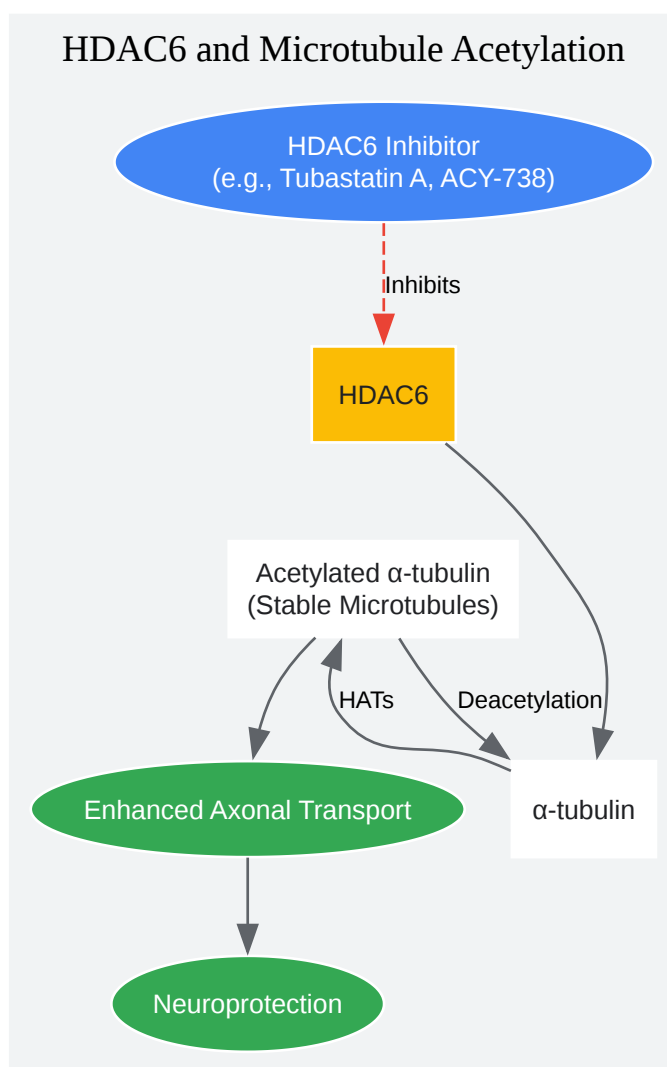 HDAC6 and Microtubule Acetylation
HDAC6 Inhibitor
(e.g., Tubastatin A, ACY-738)
Inhibits
HDAC6
Acetylated α-tubulin
(Stable Microtubules)
HATs
Deacetylation
Enhanced Axonal Transport
α-tubulin
Neuroprotection